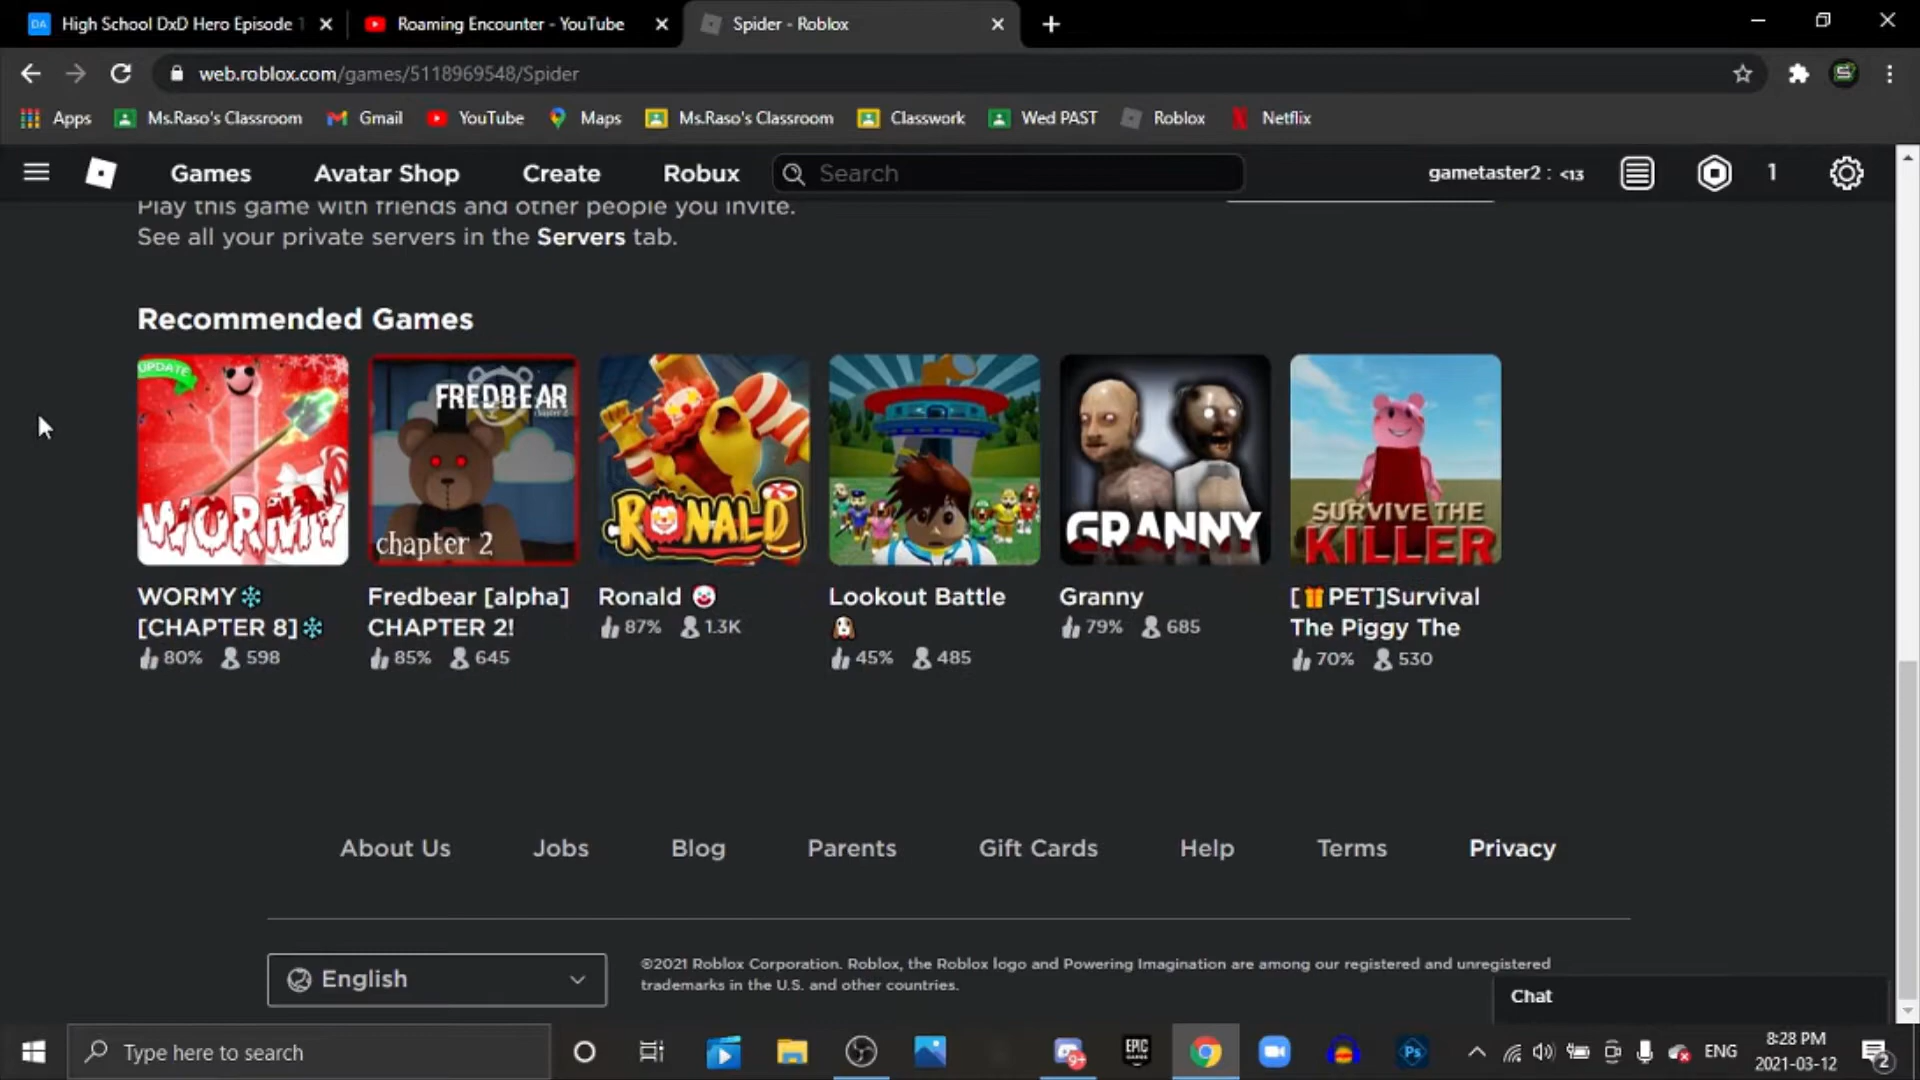 High School DxD Hero Episode 1
Roaming Encounter - YouTube
Spider - Roblox
web.roblox.com/games/5118969548/Spider
Apps
Ms.Raso's Classroom
Gmail
YouTube
Maps
Ms.Raso's Classroom
Classwork
Wed PAST
Roblox
Netflix
Games
Avatar Shop
Create
Robux
Search
gametaster2 : <13
1
Play this game with friends and other people you invite.
See all your private servers in the Servers tab.
Recommended Games
UPDATE
WORMY
FREDBEAR
chapter 2
RONALD
GRANNY
SURVIVE THE
KILLER
WORMY❄️
[CHAPTER 8]❄️
80% 598
Fredbear [alpha]
CHAPTER 2!
85% 645
Ronald 🤡
87% 1.3K
Lookout Battle
🐶
45% 485
Granny
79% 685
[🎁PET]Survival
The Piggy The
70% 530
About Us
Jobs
Blog
Parents
Gift Cards
Help
Terms
Privacy
English
©2021 Roblox Corporation. Roblox, the Roblox logo and Powering Imagination are among our registered and unregistered
trademarks in the U.S. and other countries.
Chat
Type here to search
9+
EPIC
GAMES
Ps
ENG
8:28 PM
2021-03-12
2